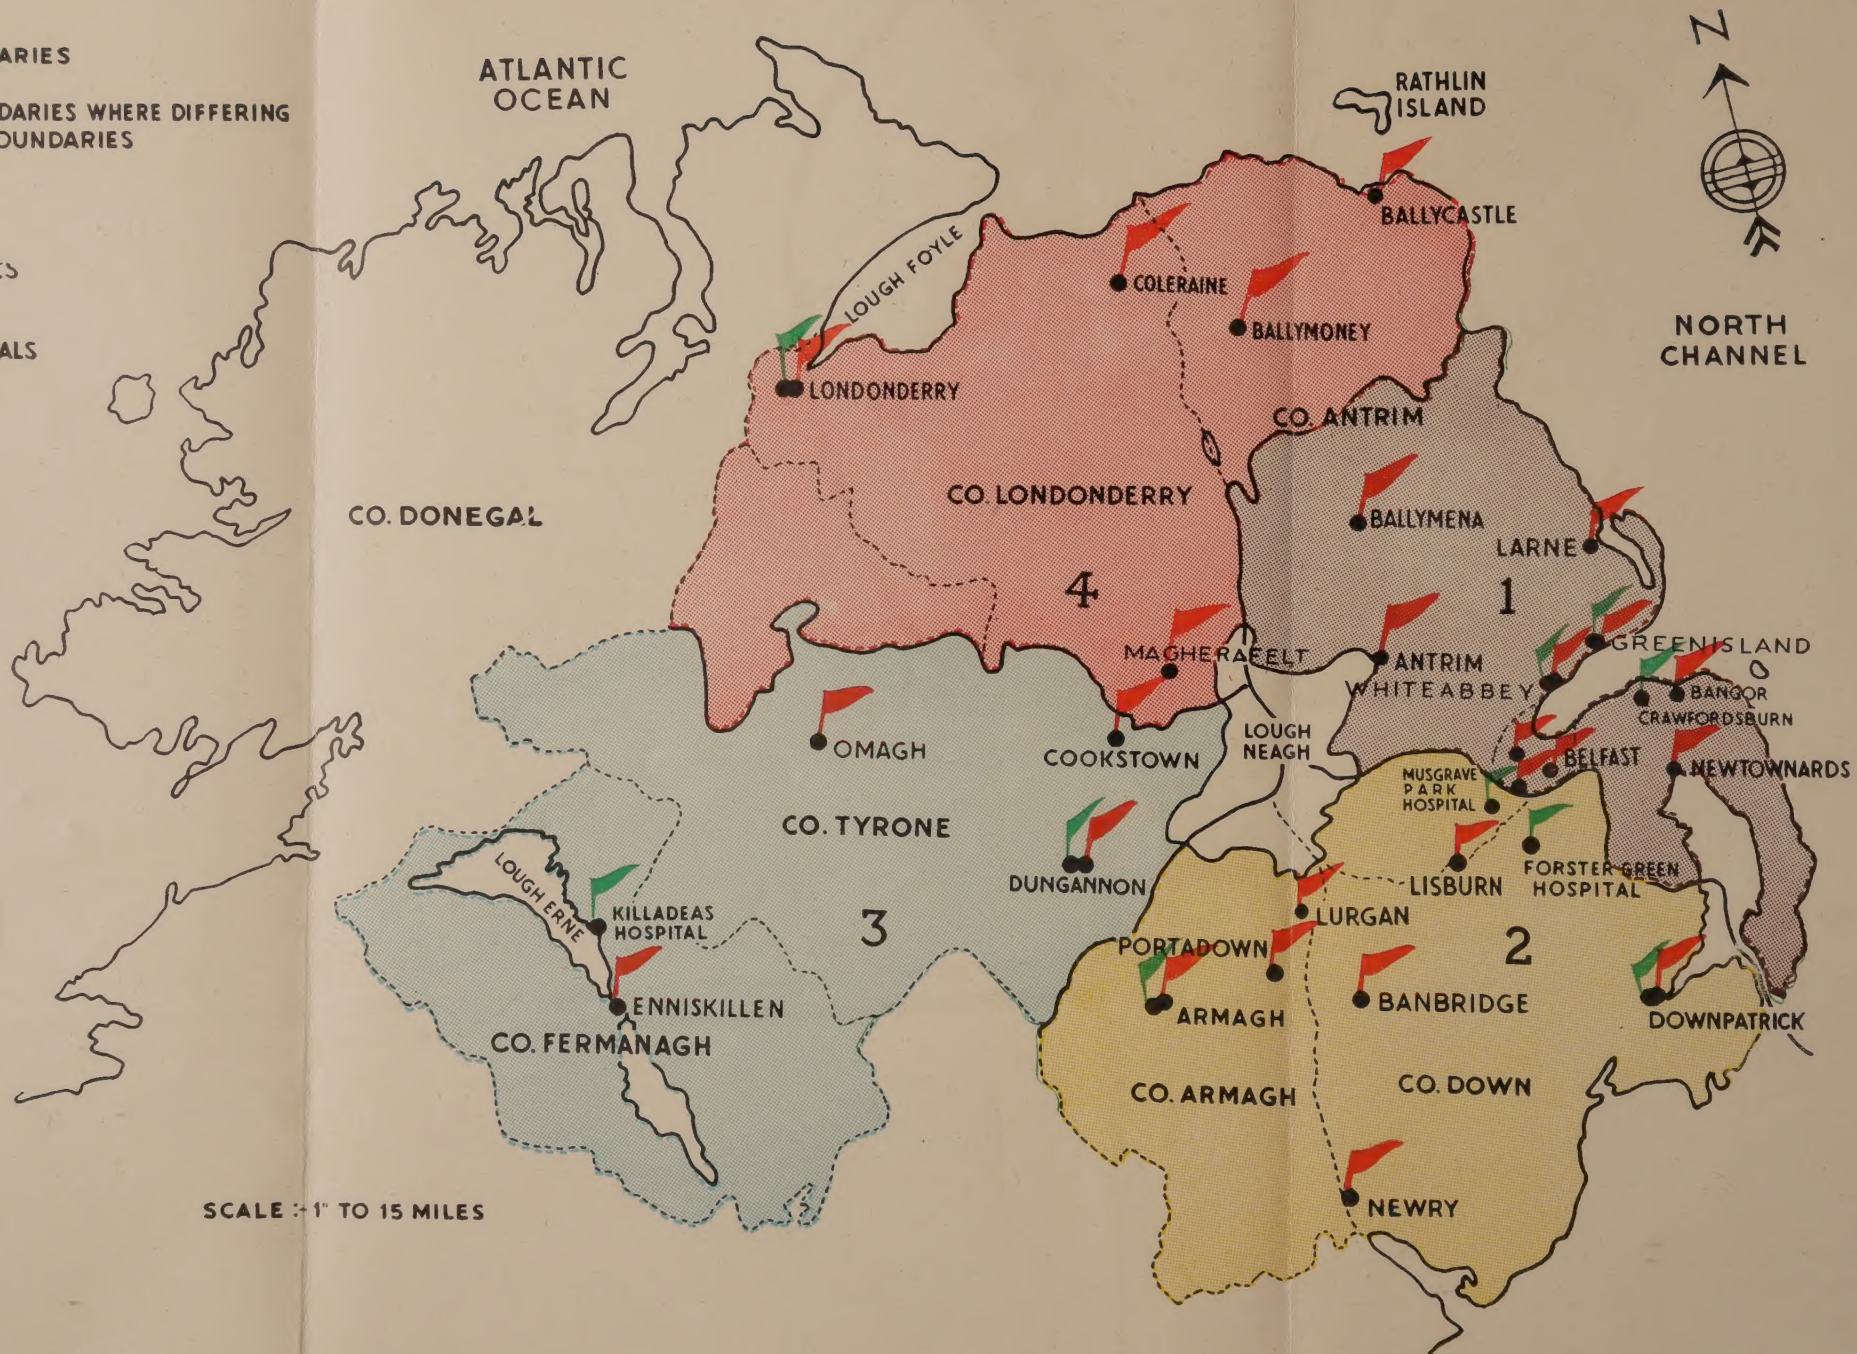 ARIES
DARIES WHERE DIFFERING
OUNDARIES
ALS
ATLANTIC
OCEAN
RATHLIN
ISLAND
N
BALLYCASTLE
LOUGH FOYLE
COLERAINE
BALLYMONEY
NORTH
CHANNEL
LONDONDERRY
CO. ANTRIM
CO. LONDONDERRY
CO. DONEGAL
BALLYMENA
LARNE
4
1
MAGHERAFELT
ANTRIM
GREENISLAND
WHITEABBEY
BANGOR
CRAWFORDSBURN
OMAGH
COOKSTOWN
LOUGH
NEAGH
BELFAST
NEWTOWNARDS
MUSGRAVE
PARK
HOSPITAL
CO. TYRONE
DUNGANNON
LISBURN
FORSTER GREEN
HOSPITAL
LOUGH ERNE
KILLADEAS
HOSPITAL
3
LURGAN
PORTADOWN
2
ENNISKILLEN
ARMAGH
BANBRIDGE
DOWNPATRICK
CO. FERMANAGH
CO. ARMAGH
CO. DOWN
NEWRY
SCALE :- 1" TO 15 MILES